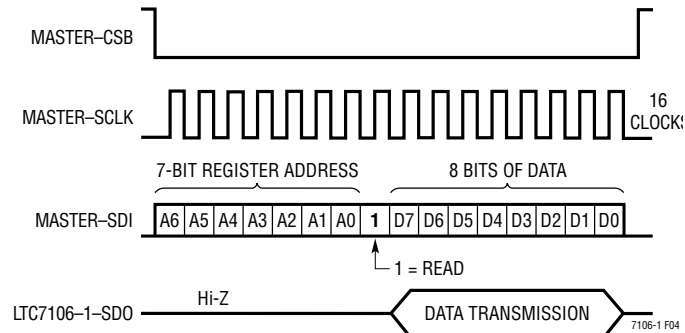 MASTER–CSB
MASTER–SCLK
16
CLOCKS
7-BIT REGISTER ADDRESS
8 BITS OF DATA
MASTER–SDI
A6 A5 A4 A3 A2 A1 A0 1 D7 D6 D5 D4 D3 D2 D1 D0
1 = READ
Hi-Z
LTC7106–1–SDO
DATA TRANSMISSION
7106-1 F04